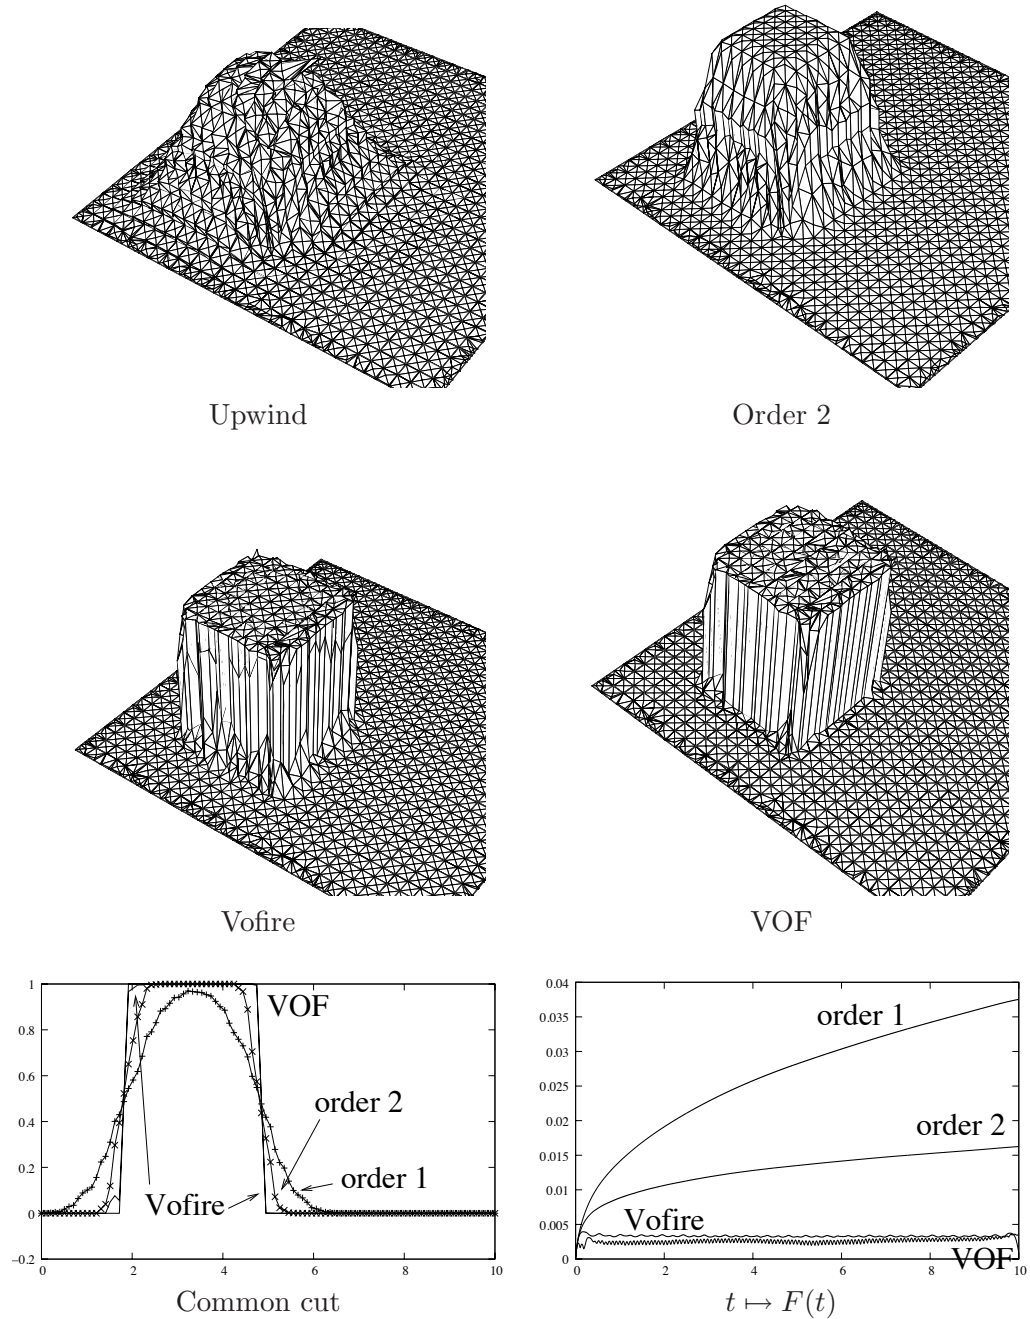 Upwind
Order 2
Vofire
VOF
1
0.8
0.6
0.4
0.2
0
−0.2
0
2
4
6
8
10
VOF
order 2
order 1
Vofire
Common cut
0.04
0.035
0.03
0.025
0.02
0.015
0.01
0.005
0
0
2
4
6
8
10
order 1
order 2
Vofire
VOF
t ↦ F(t)